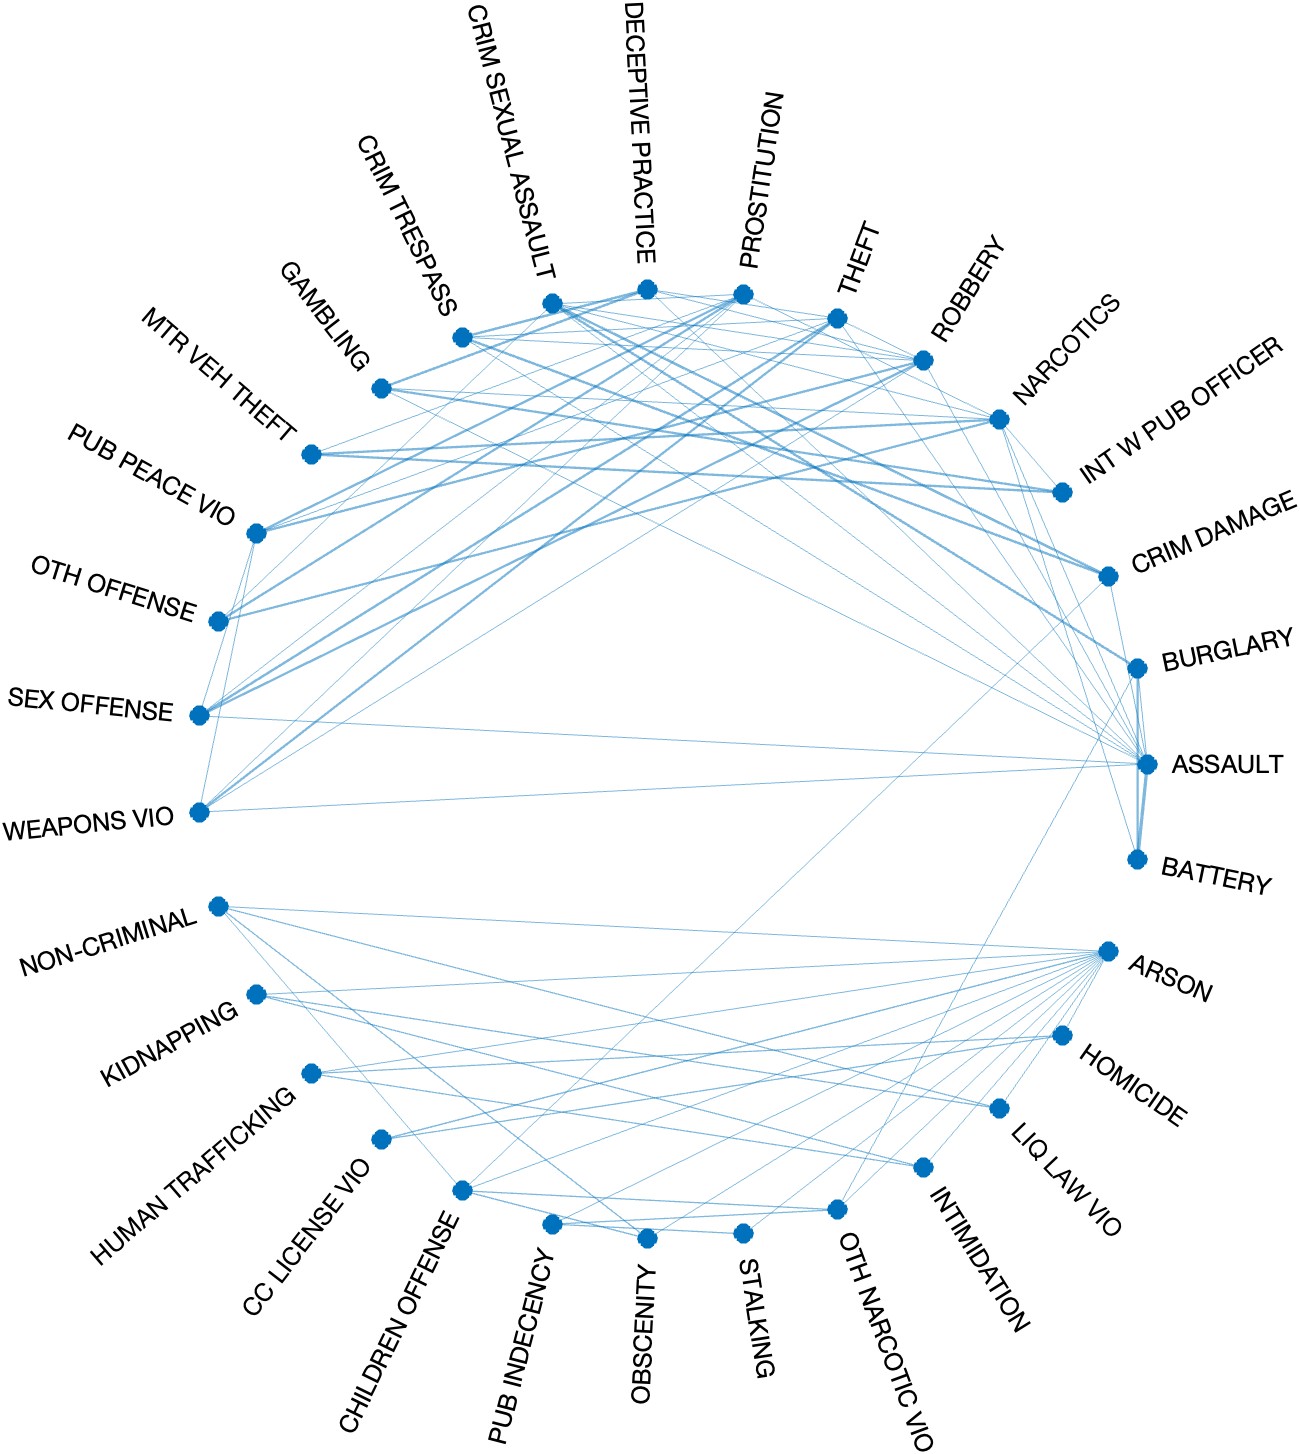 DECEPTIVE PRACTICE
CRIM SEXUAL ASSAULT
PROSTITUTION
CRIM TRESPASS
THEFT
ROBBERY
GAMBLING
NARCOTICS
MTR VEH THEFT
INT W PUB OFFICER
PUB PEACE VIO
CRIM DAMAGE
OTH OFFENSE
BURGLARY
SEX OFFENSE
ASSAULT
WEAPONS VIO
BATTERY
NON-CRIMINAL
ARSON
KIDNAPPING
HOMICIDE
HUMAN TRAFFICKING
LIQ LAW VIO
CC LICENSE VIO
INTIMIDATION
CHILDREN OFFENSE
OTH NARCOTIC VIO
PUB INDECENCY
OBSCENITY
STALKING